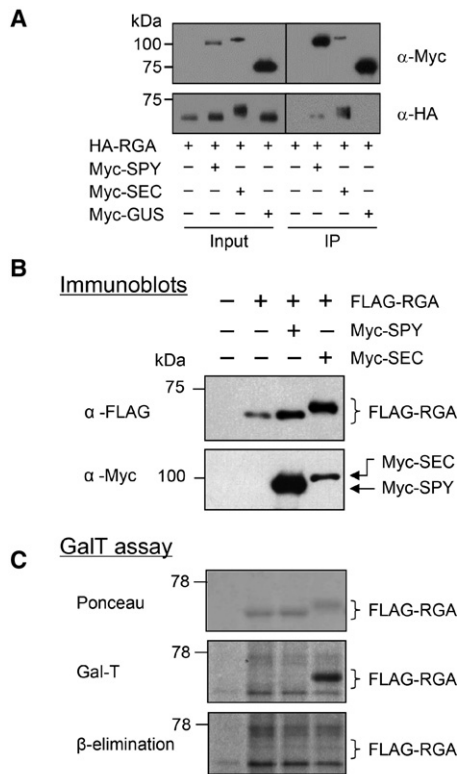 A
kDa
100
75
α-Myc
75
α-HA
HA-RGA + + + + + + + +
Myc-SPY − + − − − + − −
Myc-SEC − − + − − − + −
Myc-GUS − − − + − − − +
Input IP
B
Immunoblots
− + + + FLAG-RGA
− − + − Myc-SPY
− − − + Myc-SEC
kDa
75
α -FLAG FLAG-RGA
α -Myc 100 Myc-SEC
Myc-SPY
GalT assay
C
78
Ponceau FLAG-RGA
78
Gal-T FLAG-RGA
78
β-elimination FLAG-RGA